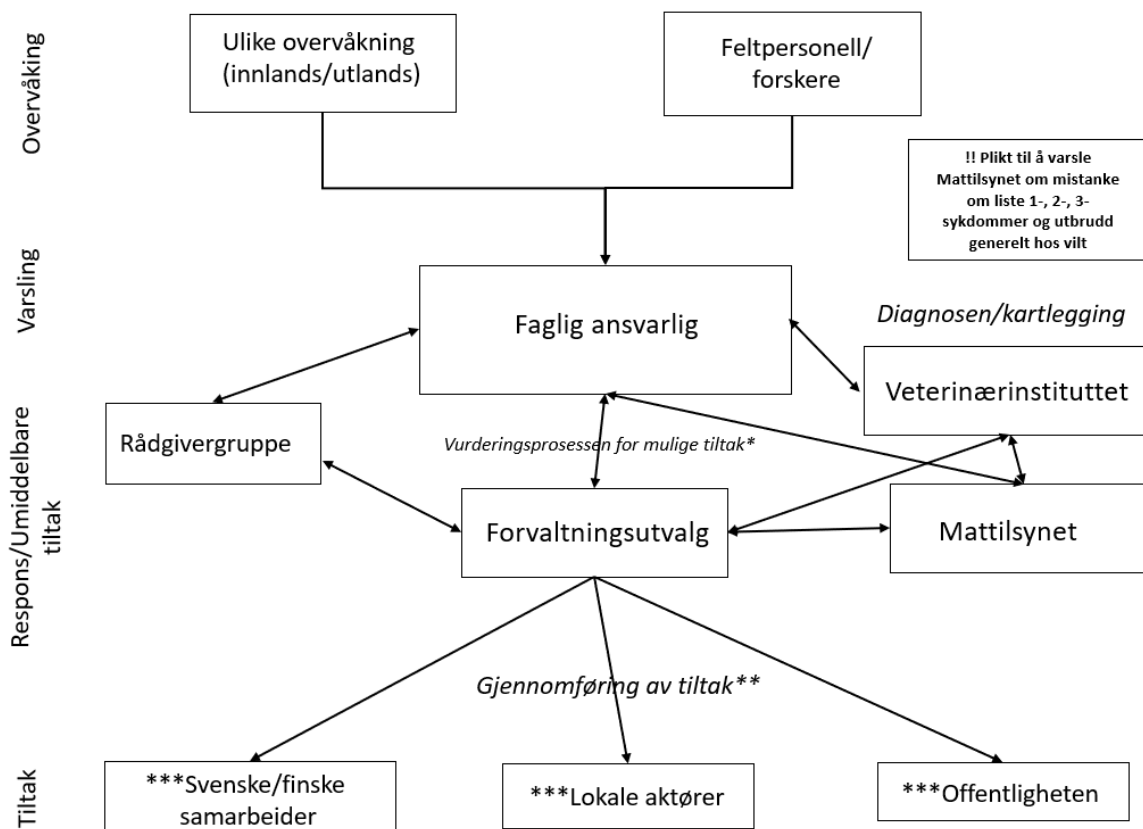 Overvåking
Ulike overvåkning
(innlands/utlands)
Feltpersonell/
forskere
!! Plikt til å varsle
Mattilsynet om mistanke
om liste 1-, 2-, 3-
sykdommer og utbrudd
generelt hos vilt
Varsling
Faglig ansvarlig
Diagnosen/kartlegging
Veterinærinstituttet
Respons/Umiddelbare
tiltak
Rådgivergruppe
Vurderingsprosessen for mulige tiltak*
Forvaltningsutvalg
Mattilsynet
Gjennomføring av tiltak**
Tiltak
***Svenske/finske
samarbeider
***Lokale aktører
***Offentligheten